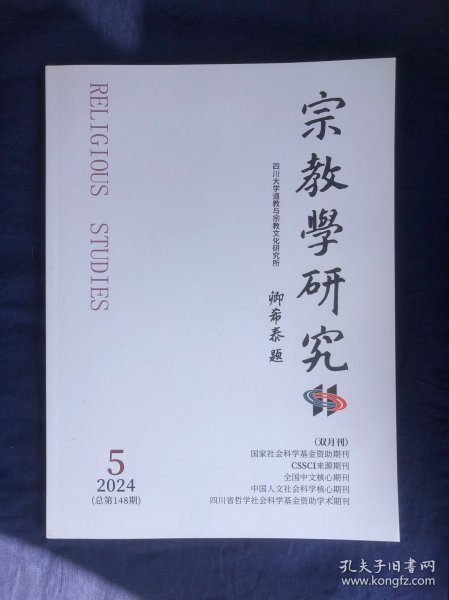 宗教學研究
四川大学道教与宗教文化研究所
卿希泰题
RELIGIOUS STUDIES
(双月刊)
国家社会科学基金资助期刊
CSSCI来源期刊
全国中文核心期刊
中国人文社会科学核心期刊
四川省哲学社会科学基金资助学术期刊
5
2024
(总第148期)
孔夫子旧书网
www.kongfz.com